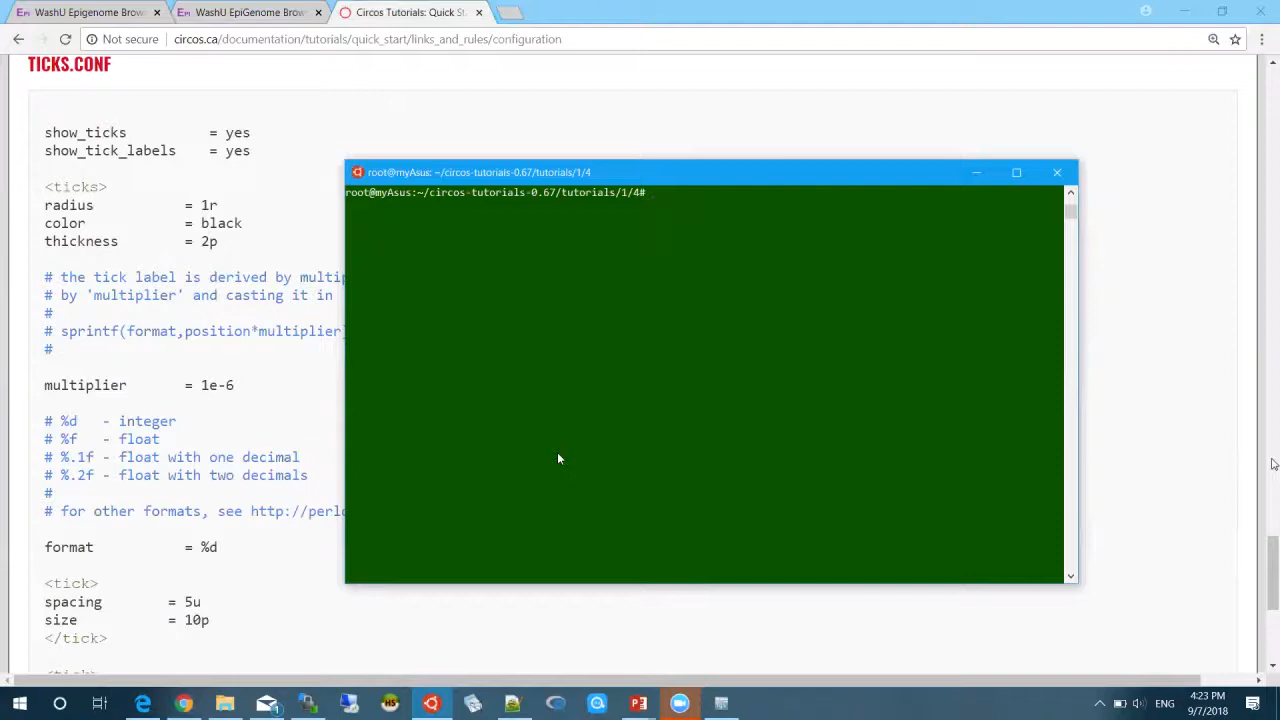 WashU Epigenome Brow
WashU EpiGenome Brow
Circos Tutorials: Quick St
Not secure
circos.ca/documentation/tutorials/quick_start/links_and_rules/configuration
TICKS.CONF
show_ticks = yes
show_tick_labels = yes
<ticks>
radius = 1r
color = black
thickness = 2p
# the tick label is derived by multip
# by 'multiplier' and casting it in
#
# sprintf(format,position*multiplier
#
multiplier = 1e-6
# %d - integer
# %f - float
# %.1f - float with one decimal
# %.2f - float with two decimals
#
# for other formats, see http://perlo
format = %d
<tick>
spacing = 5u
size = 10p
</tick>
<tick>
root@myAsus: ~/circos-tutorials-0.67/tutorials/1/4
root@myAsus:~/circos-tutorials-0.67/tutorials/1/4#
ENG
4:23 PM
9/7/2018